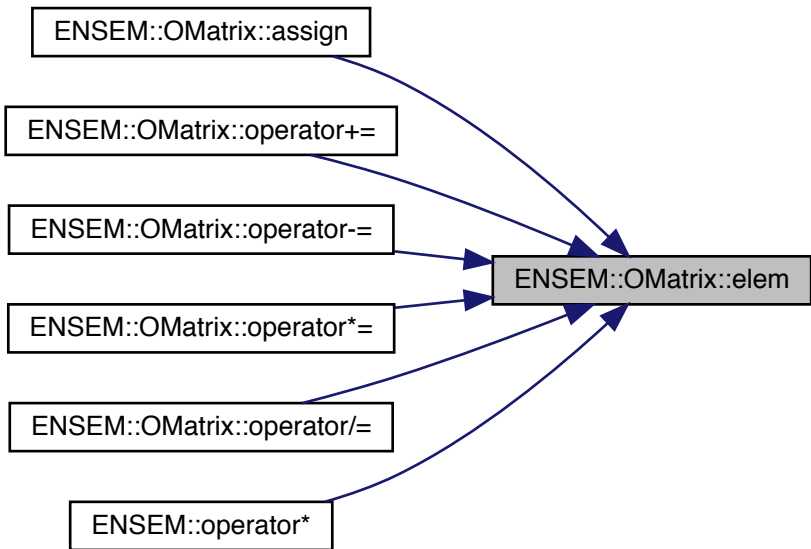 ENSEM::OMatrix::assign
ENSEM::OMatrix::operator+=
ENSEM::OMatrix::operator-=
ENSEM::OMatrix::elem
ENSEM::OMatrix::operator*=
ENSEM::OMatrix::operator/=
ENSEM::operator*